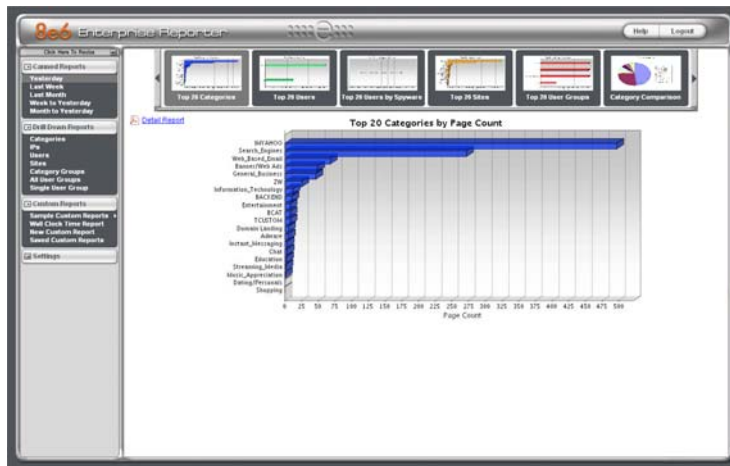 8e6 Enterprise Reporter
Help
Logout
Click Here To Revise
Canned Reports
Yesterday
Last Week
Last Month
Week to Yesterday
Month to Yesterday
Drill Down Reports
Categories
IPs
Users
Sites
Category Groups
All User Groups
Single User Group
Custom Reports
Sample Custom Reports
Wall Clock Time Report
New Custom Report
Saved Custom Reports
Settings
Top 20 Categories
Top 20 Users
Top 20 Users by Spyware
Top 20 Sites
Top 20 User Groups
Category Comparison
Detail Report
Top 20 Categories by Page Count
Search_Engines
Web_Based_Email
Banner/Web Ads
General_Business
ZW
Information_Technology
BACKEND
Entertainment
BCAT
TCUSTOM
Domain Landing
Adware
Instant_Messaging
Chat
Education
Streaming_Media
Music_Appreciation
Dating/Personals
Shopping
0 25 50 75 100 125 150 175 200 225 250 275 300 325 350 375 400 425 450 475 500
Page Count